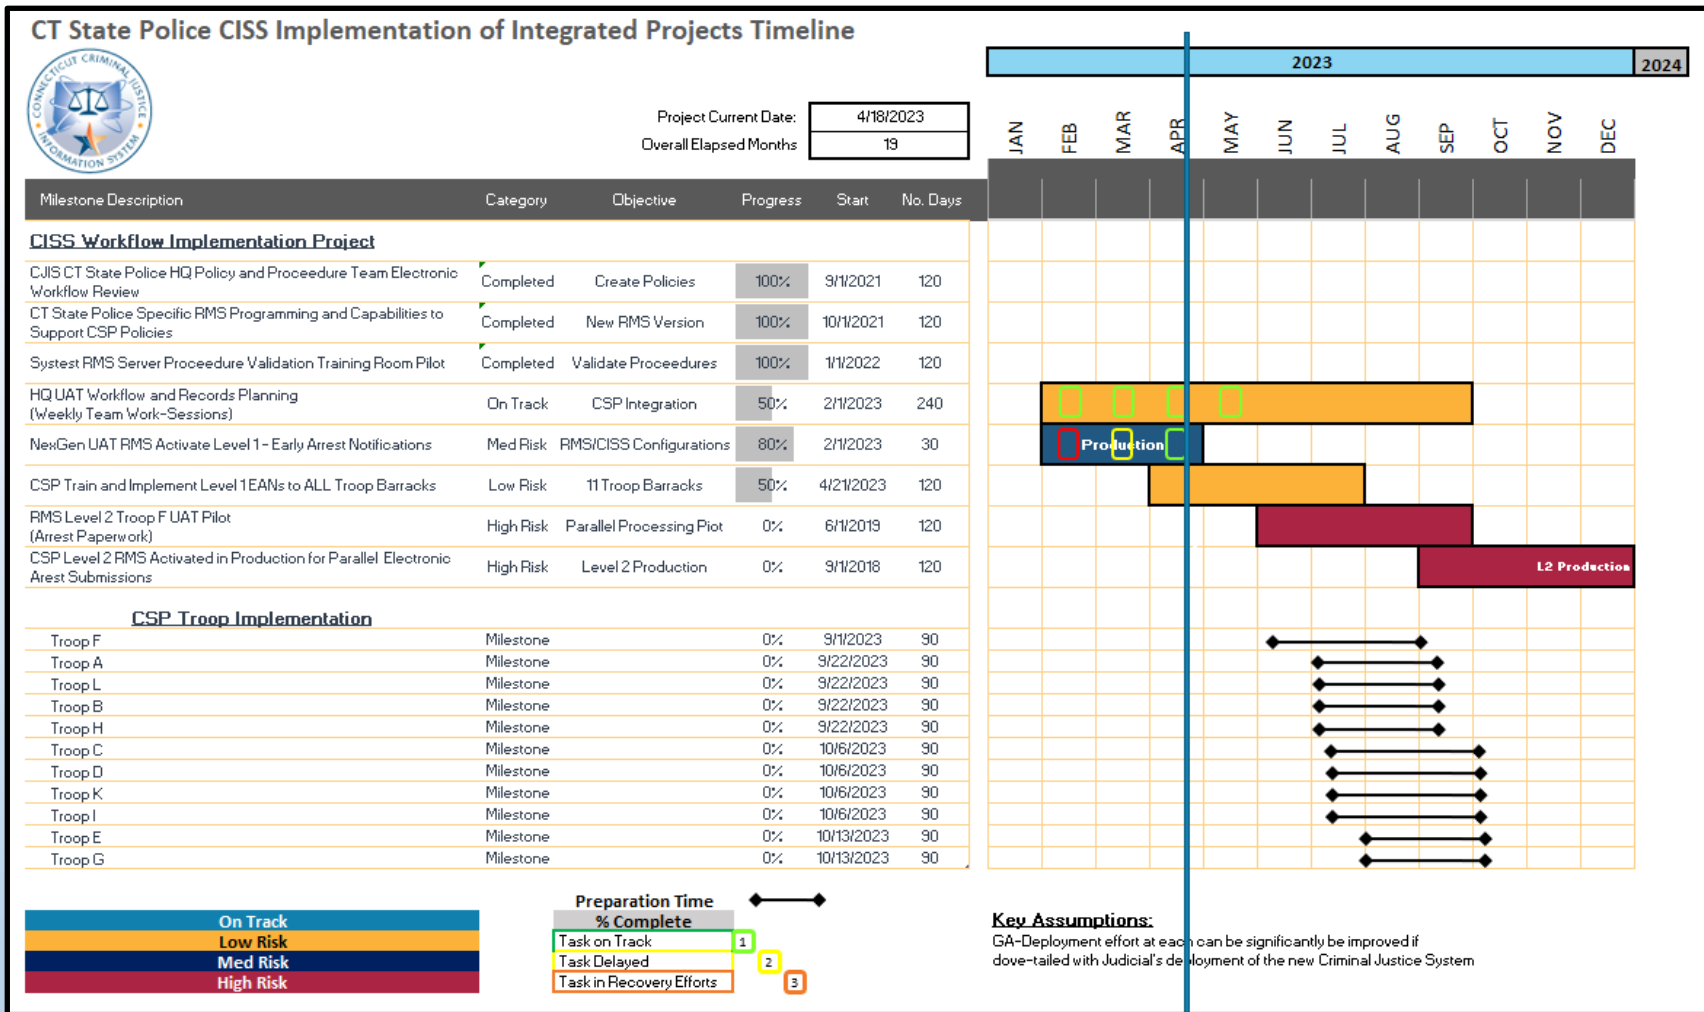 CT State Police CISS Implementation of Integrated Projects Timeline
CONNECTICUT CRIMINAL JUSTICE INFORMATION SYSTEM
2023
2024
Project Current Date: 4/18/2023
Overall Elapsed Months 19
JAN FEB MAR APR MAY JUN JUL AUG SEP OCT NOV DEC
Milestone Description Category Objective Progress Start No. Days
CISS Workflow Implementation Project
CJIS CT State Police HQ Policy and Proceedure Team Electronic
Workflow Review
Completed Create Policies 100% 9/1/2021 120
CT State Police Specific RMS Programming and Capabilities to
Support CSP Policies
Completed New RMS Version 100% 10/1/2021 120
Systest RMS Server Proceedure Validation Training Room Pilot Completed Validate Proceedures 100% 1/1/2022 120
HQ UAT Workflow and Records Planning
(Weekly Team Work-Sessions)
On Track CSP Integration 50% 2/1/2023 240
NexGen UAT RMS Activate Level 1 - Early Arrest Notifications Med Risk RMS/CISS Configurations 80% 2/1/2023 30
Production
CSP Train and Implement Level 1 EANs to ALL Troop Barracks Low Risk 11 Troop Barracks 50% 4/21/2023 120
RMS Level 2 Troop F UAT Pilot
(Arrest Paperwork)
High Risk Parallel Processing Piot 0% 6/1/2019 120
CSP Level 2 RMS Activated in Production for Parallel Electronic
Arest Submissions
High Risk Level 2 Production 0% 9/1/2018 120
L2 Production
CSP Troop Implementation
Troop F Milestone 0% 9/1/2023 90
Troop A Milestone 0% 9/22/2023 90
Troop L Milestone 0% 9/22/2023 90
Troop B Milestone 0% 9/22/2023 90
Troop H Milestone 0% 9/22/2023 90
Troop C Milestone 0% 10/6/2023 90
Troop D Milestone 0% 10/6/2023 90
Troop K Milestone 0% 10/6/2023 90
Troop I Milestone 0% 10/6/2023 90
Troop E Milestone 0% 10/13/2023 90
Troop G Milestone 0% 10/13/2023 90
On Track
Low Risk
Med Risk
High Risk
Preparation Time
% Complete
Task on Track 1
Task Delayed 2
Task in Recovery Efforts 3
Key Assumptions:
GA-Deployment effort at each can be significantly be improved if
dove-tailed with Judicial's deployment of the new Criminal Justice System